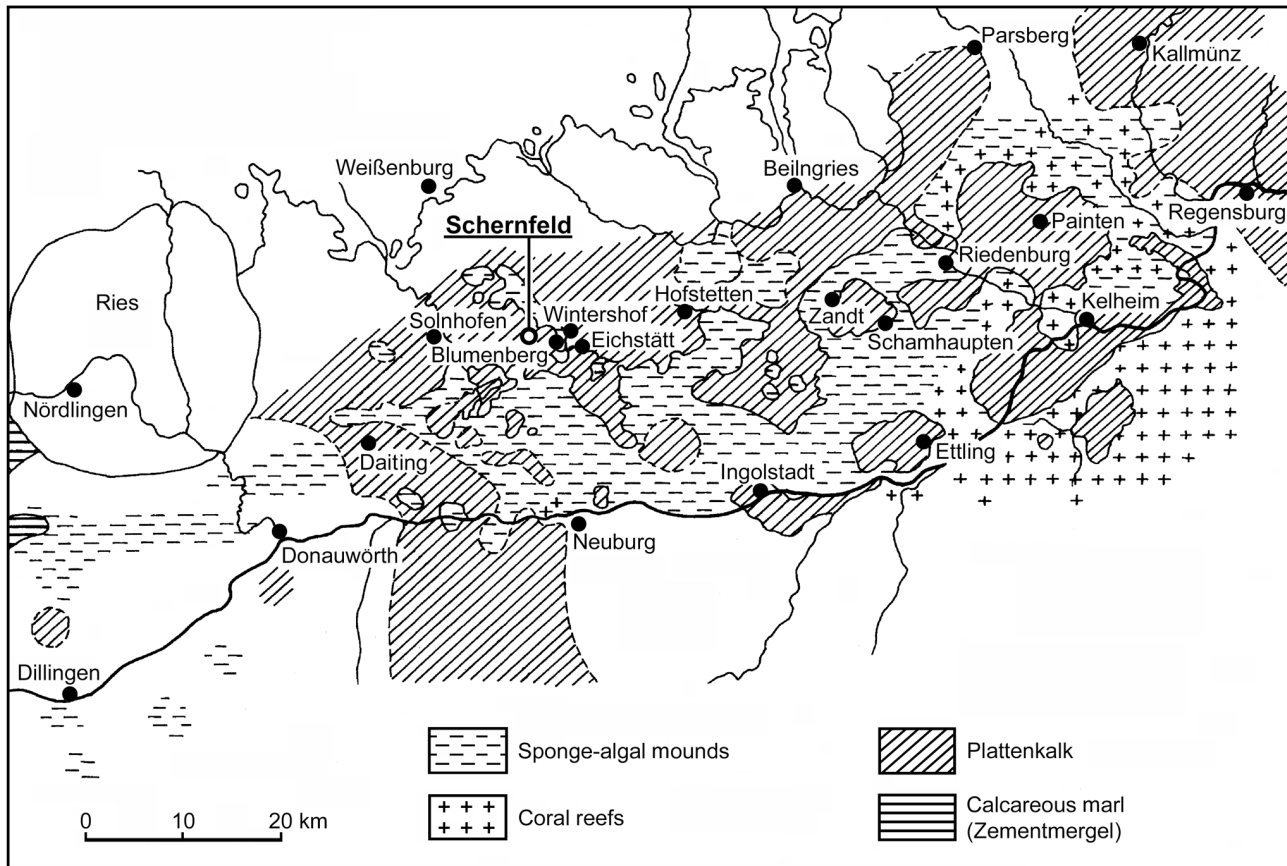 Parsberg
Kallmünz
Weißenburg
Beilngries
Schernfeld
Regensburg
Painten
Riedenburg
Ries
Hofstetten
Zandt
Kelheim
Solnhofen
Wintershof
Blumenberg
Eichstätt
Schamhaupten
Nördlingen
Daiting
Ettling
Ingolstadt
Donauwörth
Neuburg
Dillingen
Sponge-algal mounds
Plattenkalk
Coral reefs
Calcareous marl
(Zementmergel)
0 10 20 km